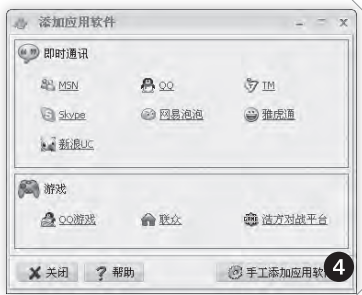 添加应用软件
即时通讯
MSN QQ TM
Skype 网易泡泡 雅虎通
新浪UC
游戏
QQ游戏 联众 浩方对战平台
关闭 ? 帮助 手工添加应用软
4